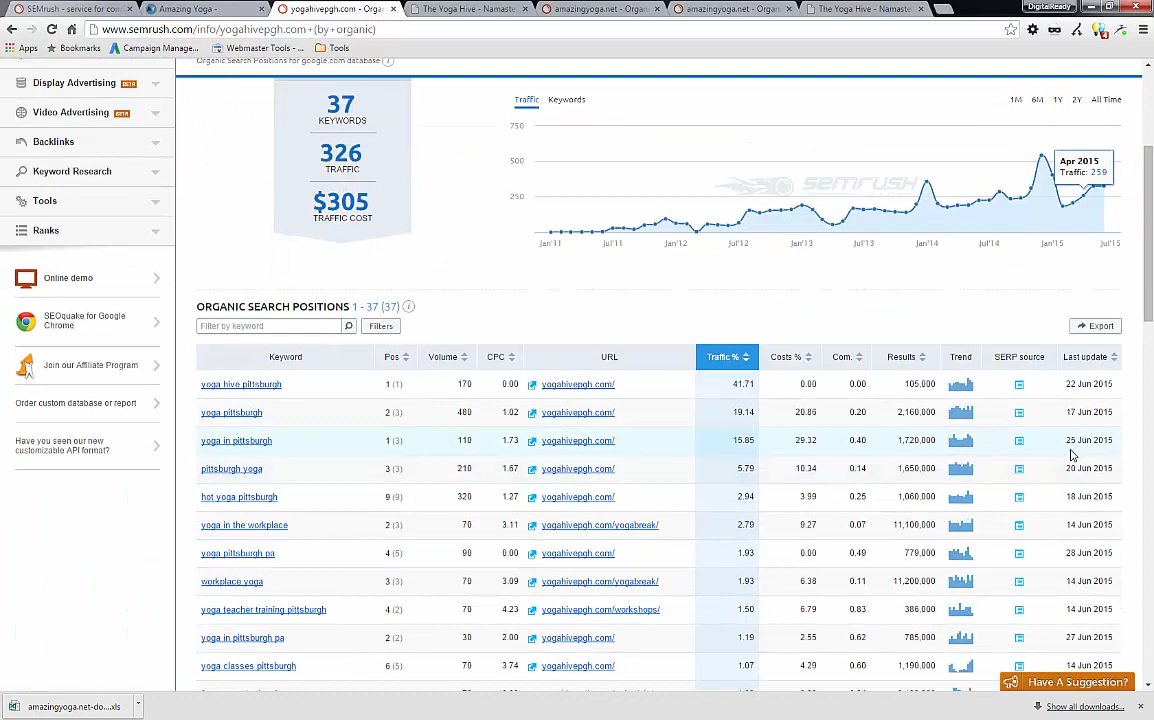 SEMrush - service for com
Amazing Yoga -
yogahivepgh.com - Organ
The Yoga Hive - Namaste
amazingyoga.net - Organ
amazingyoga.net - Organ
The Yoga Hive - Namaste
DigitalReady
www.semrush.com/info/yogahivepgh.com+(by+organic)
Apps
Bookmarks
Campaign Manage...
Webmaster Tools - ...
Tools
Display Advertising BETA
Video Advertising BETA
Backlinks
Keyword Research
Tools
Ranks
Online demo
SEOquake for Google
Chrome
Join our Affiliate Program
Order custom database or report
Have you seen our new
customizable API format?
Organic Search Positions for google.com database i
37
KEYWORDS
326
TRAFFIC
$305
TRAFFIC COST
Traffic Keywords
1M 6M 1Y 2Y All Time
750
500
250
semrush
Apr 2015
Traffic: 259
Jan'11 Jul'11 Jan'12 Jul'12 Jan'13 Jul'13 Jan'14 Jul'14 Jan'15 Jul'15
ORGANIC SEARCH POSITIONS 1 - 37 (37) i
Filter by keyword Filters Export
Keyword Pos Volume CPC URL Traffic % Costs % Com. Results Trend SERP source Last update
yoga hive pittsburgh 1 (1) 170 0.00 yogahivepgh.com/ 41.71 0.00 0.00 105,000 22 Jun 2015
yoga pittsburgh 2 (3) 480 1.02 yogahivepgh.com/ 19.14 20.86 0.20 2,160,000 17 Jun 2015
yoga in pittsburgh 1 (3) 110 1.73 yogahivepgh.com/ 15.85 29.32 0.40 1,720,000 25 Jun 2015
pittsburgh yoga 3 (3) 210 1.67 yogahivepgh.com/ 5.79 10.34 0.14 1,650,000 20 Jun 2015
hot yoga pittsburgh 9 (9) 320 1.27 yogahivepgh.com/ 2.94 3.99 0.25 1,060,000 18 Jun 2015
yoga in the workplace 2 (3) 70 3.11 yogahivepgh.com/yogabreak/ 2.79 9.27 0.07 11,100,000 14 Jun 2015
yoga pittsburgh pa 4 (5) 90 0.00 yogahivepgh.com/ 1.93 0.00 0.49 779,000 28 Jun 2015
workplace yoga 3 (3) 70 3.09 yogahivepgh.com/yogabreak/ 1.93 6.38 0.11 11,200,000 14 Jun 2015
yoga teacher training pittsburgh 4 (2) 70 4.23 yogahivepgh.com/workshops/ 1.50 6.79 0.83 386,000 14 Jun 2015
yoga in pittsburgh pa 2 (2) 30 2.00 yogahivepgh.com/ 1.19 2.55 0.62 785,000 27 Jun 2015
yoga classes pittsburgh 6 (5) 70 3.74 yogahivepgh.com/ 1.07 4.29 0.60 1,190,000 14 Jun 2015
Have A Suggestion?
amazingyoga.net-do....xls
Show all downloads...